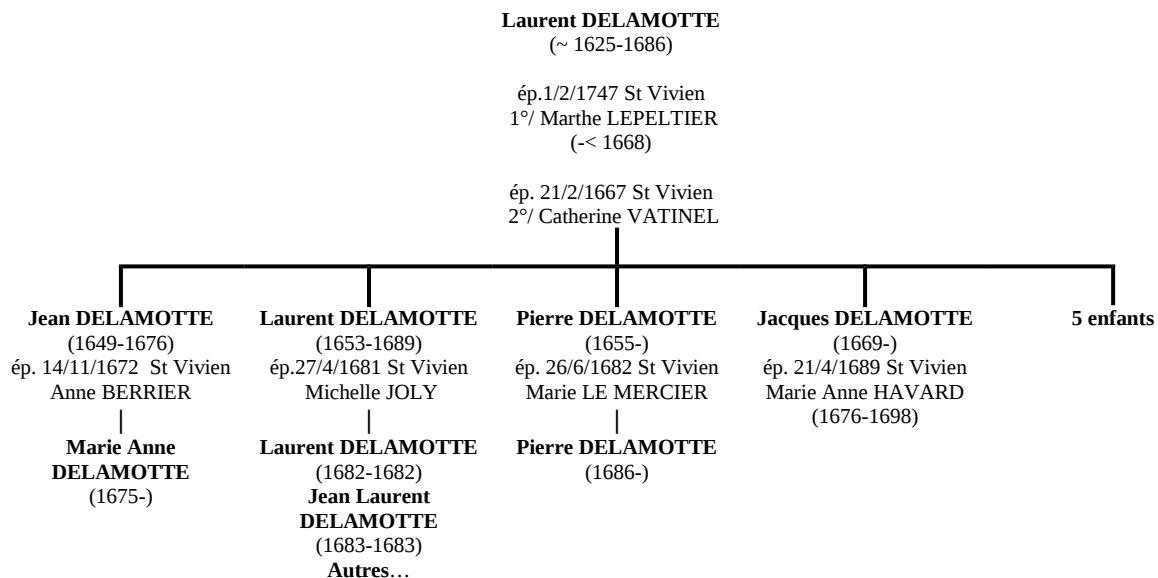 Laurent DELAMOTTE
(~ 1625-1686)
ép.1/2/1747 St Vivien
1°/ Marthe LEPELTIER
(-< 1668)
ép. 21/2/1667 St Vivien
2°/ Catherine VATINEL
Jean DELAMOTTE
(1649-1676)
ép. 14/11/1672 St Vivien
Anne BERRIER
|
Marie Anne
DELAMOTTE
(1675-)
Laurent DELAMOTTE
(1653-1689)
ép.27/4/1681 St Vivien
Michelle JOLY
|
Laurent DELAMOTTE
(1682-1682)
Jean Laurent
DELAMOTTE
(1683-1683)
Autres…
Pierre DELAMOTTE
(1655-)
ép. 26/6/1682 St Vivien
Marie LE MERCIER
|
Pierre DELAMOTTE
(1686-)
Jacques DELAMOTTE
(1669-)
ép. 21/4/1689 St Vivien
Marie Anne HAVARD
(1676-1698)
5 enfants